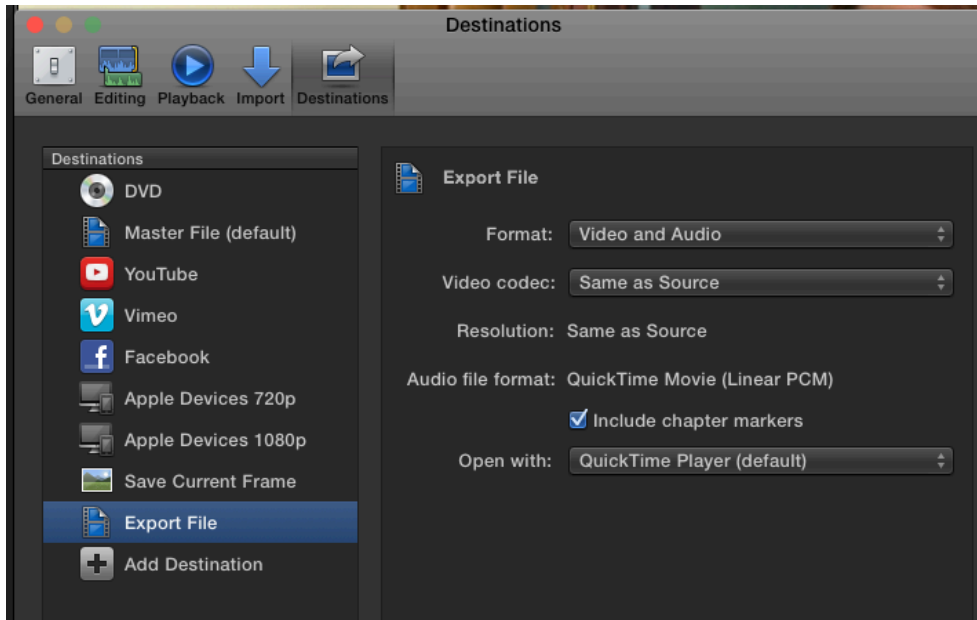 Destinations
General Editing Playback Import Destinations
Destinations
DVD
Master File (default)
YouTube
Vimeo
Facebook
Apple Devices 720p
Apple Devices 1080p
Save Current Frame
Export File
Add Destination
Export File
Format: Video and Audio
Video codec: Same as Source
Resolution: Same as Source
Audio file format: QuickTime Movie (Linear PCM)
Include chapter markers
Open with: QuickTime Player (default)